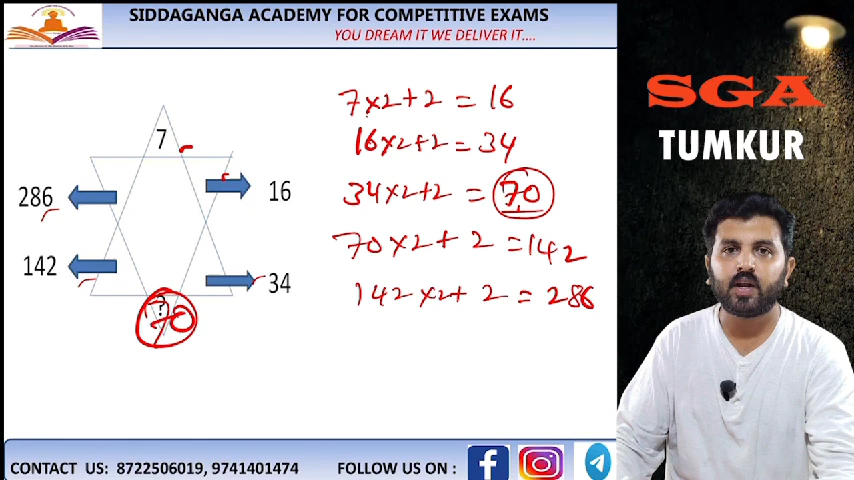 SIDDAGANGA ACADEMY FOR COMPETITIVE EXAMS
YOU DREAM IT WE DELIVER IT....
SGA
TUMKUR
7
286
16
142
34
?
70
7x2+2 = 16
16x2+2 = 34
34x2+2 = 70
70x2+2 = 142
142x2+2 = 286
CONTACT US: 8722506019, 9741401474 FOLLOW US ON :